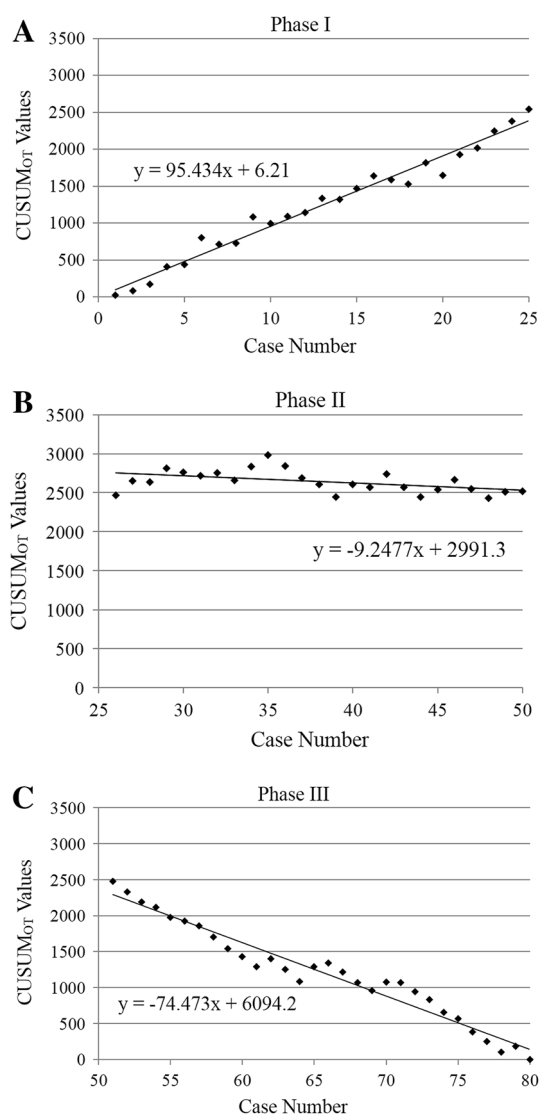 A
Phase I
3500
3000
2500
2000
1500
1000
500
0
CUSUMOT Values
y = 95.434x + 6.21
0 5 10 15 20 25
Case Number
B
Phase II
3500
3000
2500
2000
1500
1000
500
0
CUSUMOT Values
y = -9.2477x + 2991.3
25 30 35 40 45 50
Case Number
C
Phase III
3500
3000
2500
2000
1500
1000
500
0
CUSUMOT Values
y = -74.473x + 6094.2
50 55 60 65 70 75 80
Case Number